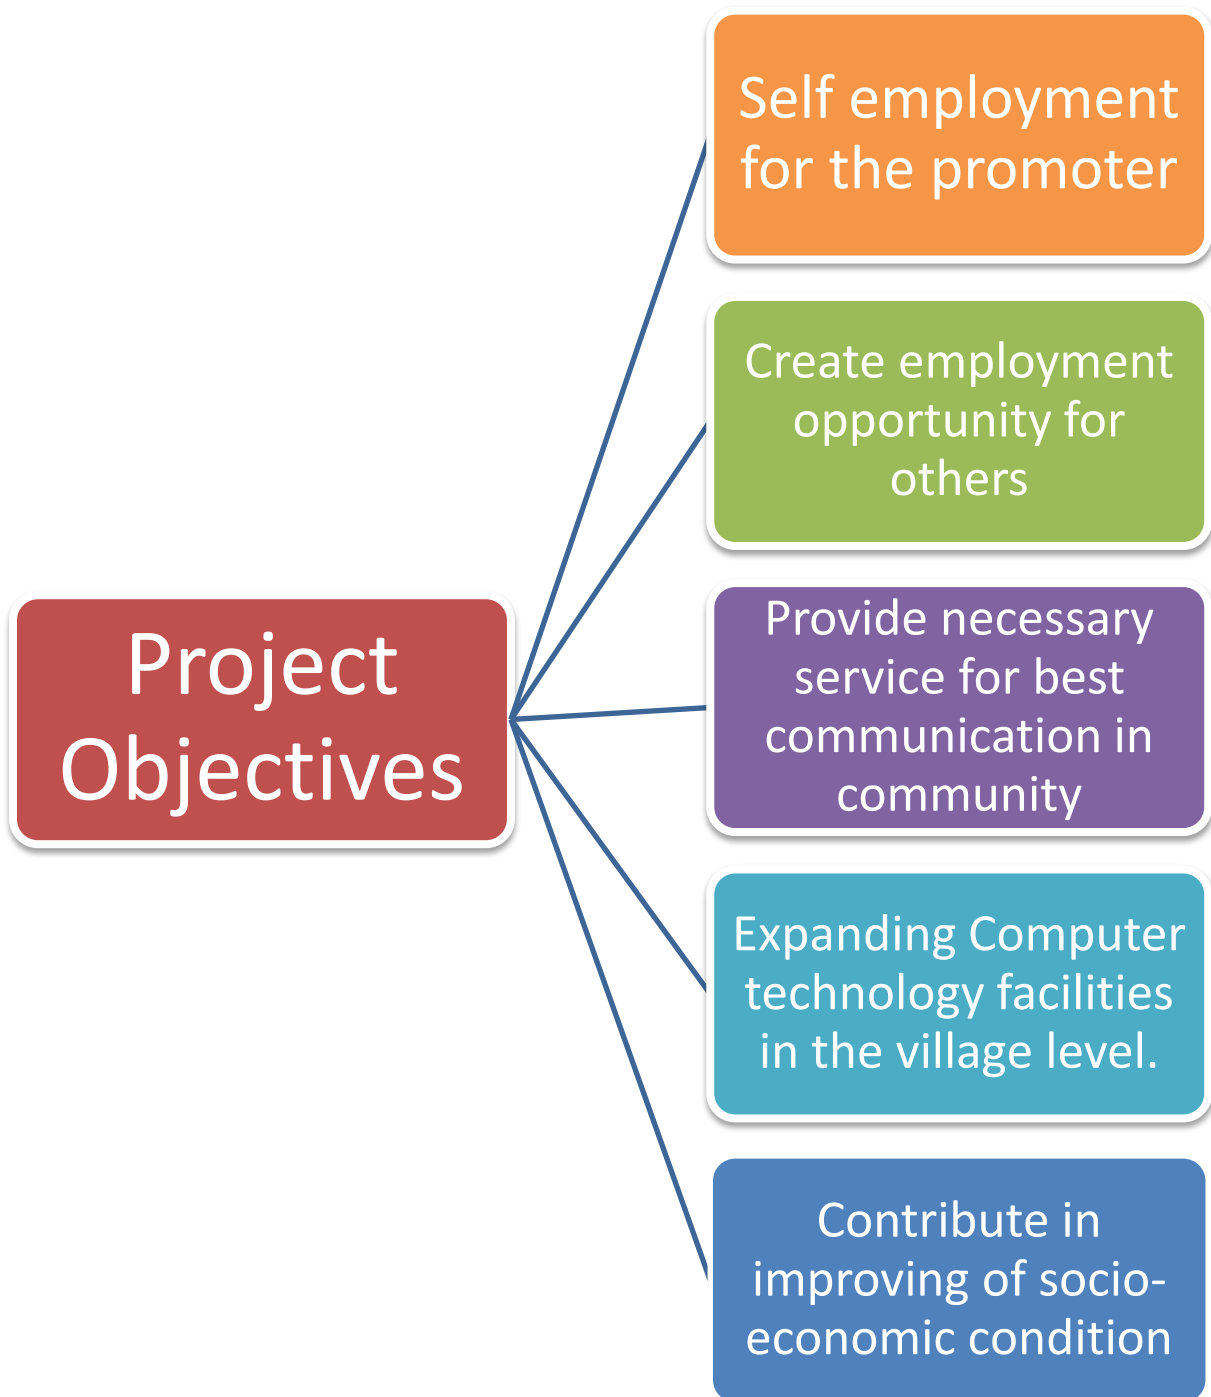 Project
Objectives
Self employment
for the promoter
Create employment
opportunity for
others
Provide necessary
service for best
communication in
community
Expanding Computer
technology facilities
in the village level.
Contribute in
improving of socio-
economic condition